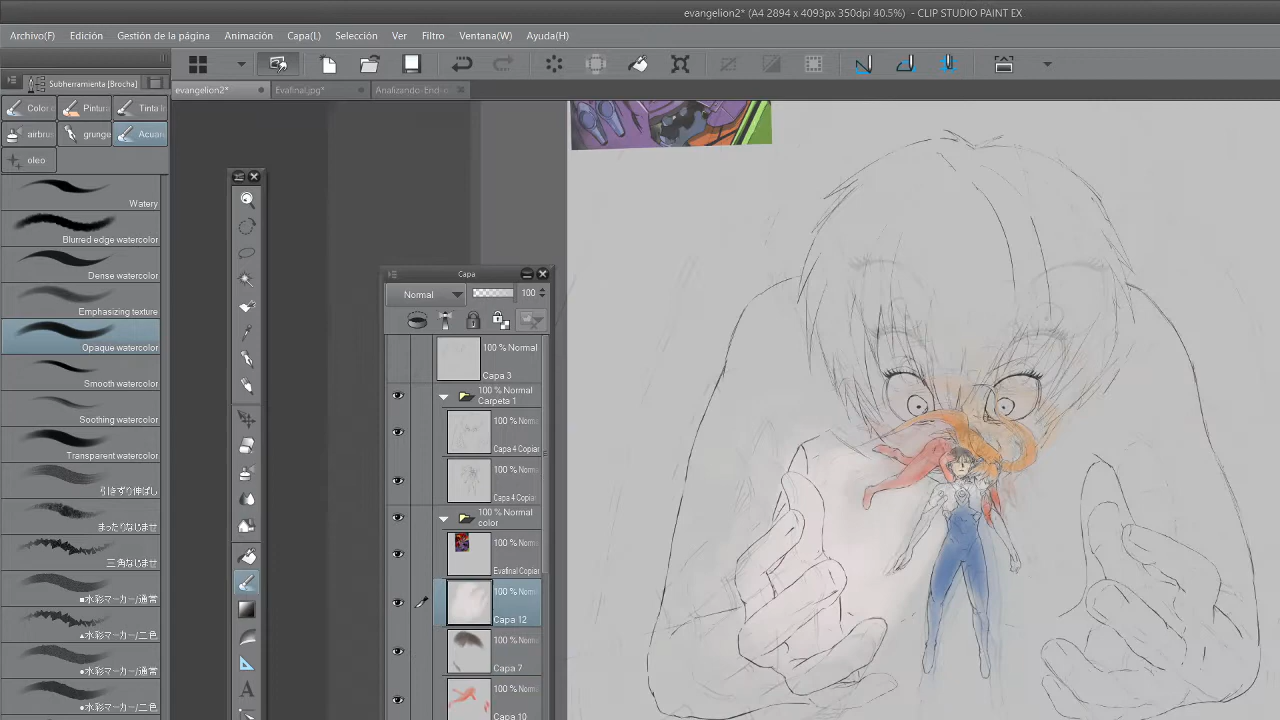 evangelion2* (A4 2894 x 4093px 350dpi 40.5%) - CLIP STUDIO PAINT EX
Archivo(F) Edición Gestión de la página Animación Capa(L) Selección Ver Filtro Ventana(W) Ayuda(H)
Subherramienta [Brocha]
evangelion2* Evafinal.jpg* Analizando-End-o
Color Pintura Tinta
airbru grunge Acuar
oleo
Watery
Blurred edge watercolor
Dense watercolor
Emphasizing texture
Opaque watercolor
Smooth watercolor
Soothing watercolor
Transparent watercolor
引きずり伸ばし
まったりなじませ
三角なじませ
■水彩マーカー/通常
▲水彩マーカー/二色
●水彩マーカー/通常
●水彩マーカー/二色
Capa
Normal 100
100 % Normal
Capa 3
100 % Normal
Carpeta 1
100 % Norm
Capa 4 Copiar
100 % Norm
Capa 4 Copiar
100 % Normal
color
100 % Norm
Evafinal Copiar
100 % Norm
Capa 12
100 % Norm
Capa 7
100 % Norm
Capa 10
A